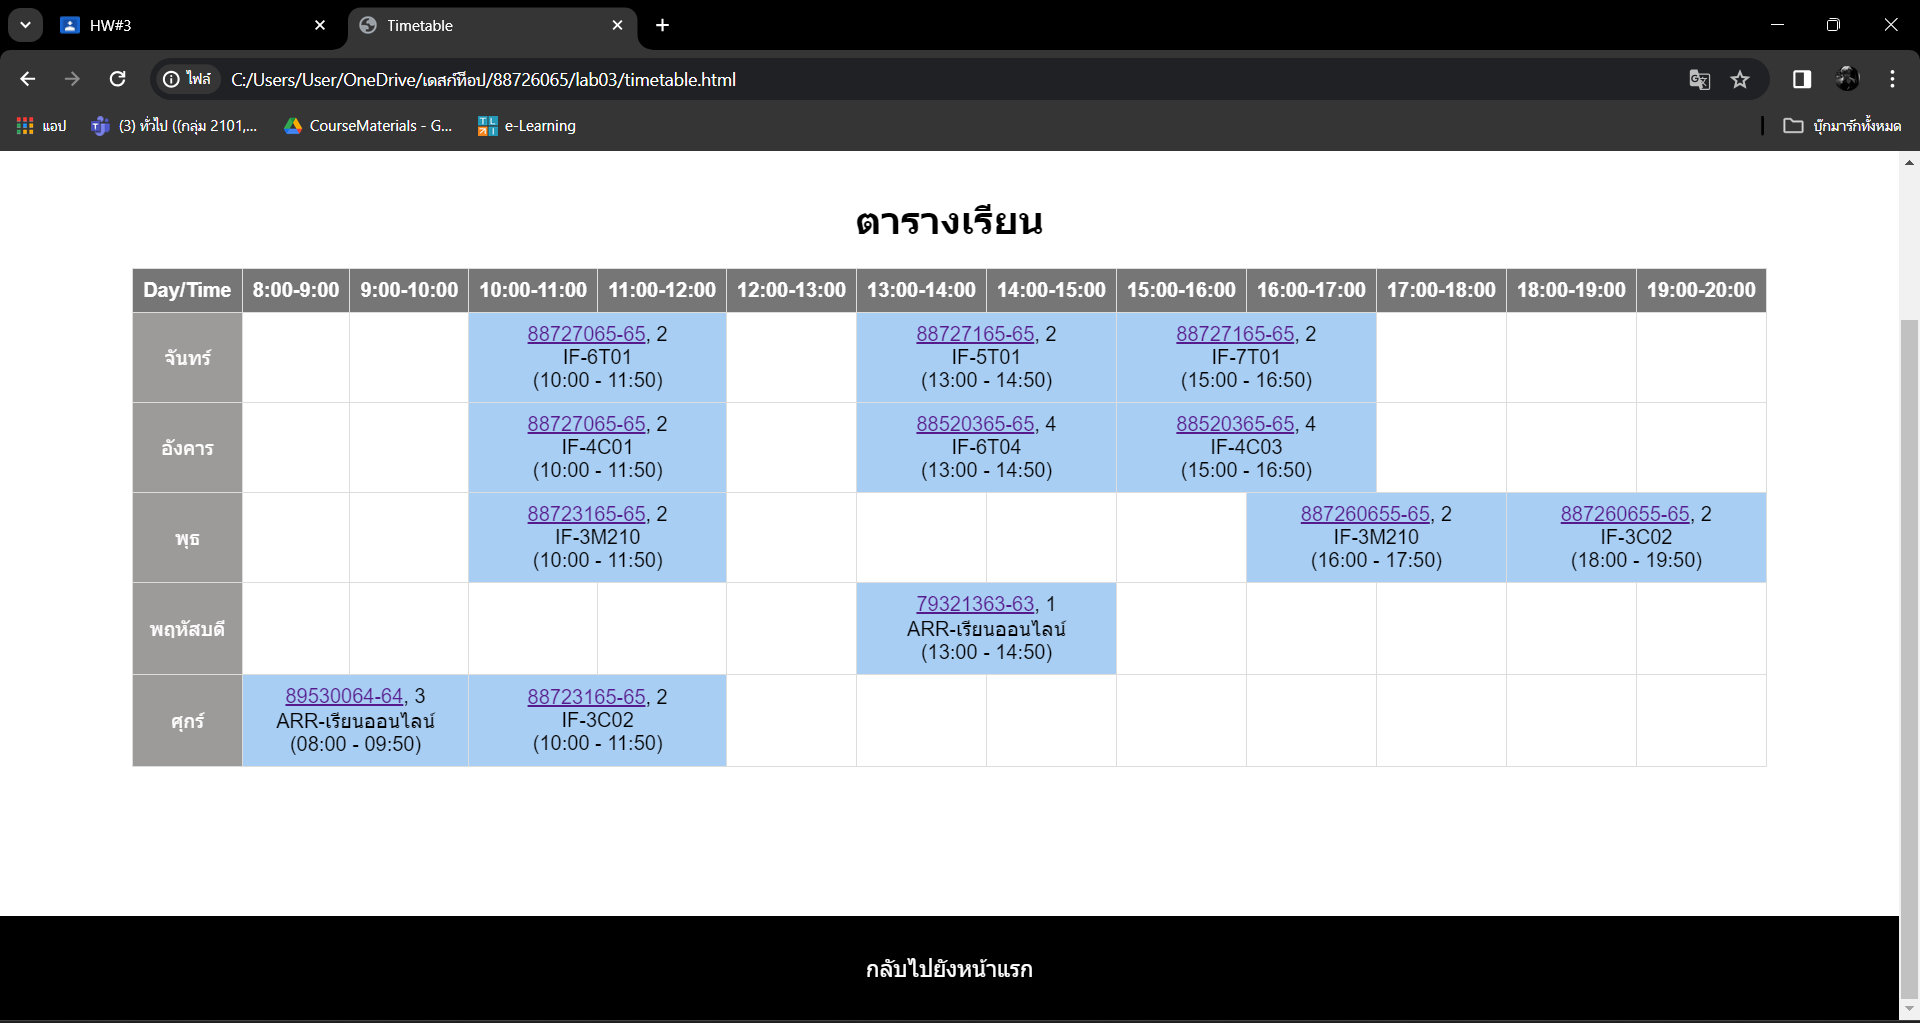 HW#3
Timetable
ไฟล์
C:/Users/User/OneDrive/เดสก์ท็อป/88726065/lab03/timetable.html
แอป
(3) ทั่วไป ((กลุ่ม 2101,...
CourseMaterials - G...
e-Learning
บุ๊กมาร์กทั้งหมด
ตารางเรียน
Day/Time 8:00-9:00 9:00-10:00 10:00-11:00 11:00-12:00 12:00-13:00 13:00-14:00 14:00-15:00 15:00-16:00 16:00-17:00 17:00-18:00 18:00-19:00 19:00-20:00
จันทร์
88727065-65, 2
IF-6T01
(10:00 - 11:50)
88727165-65, 2
IF-5T01
(13:00 - 14:50)
88727165-65, 2
IF-7T01
(15:00 - 16:50)
อังคาร
88727065-65, 2
IF-4C01
(10:00 - 11:50)
88520365-65, 4
IF-6T04
(13:00 - 14:50)
88520365-65, 4
IF-4C03
(15:00 - 16:50)
พุธ
88723165-65, 2
IF-3M210
(10:00 - 11:50)
887260655-65, 2
IF-3M210
(16:00 - 17:50)
887260655-65, 2
IF-3C02
(18:00 - 19:50)
พฤหัสบดี
79321363-63, 1
ARR-เรียนออนไลน์
(13:00 - 14:50)
ศุกร์
89530064-64, 3
ARR-เรียนออนไลน์
(08:00 - 09:50)
88723165-65, 2
IF-3C02
(10:00 - 11:50)
กลับไปยังหน้าแรก